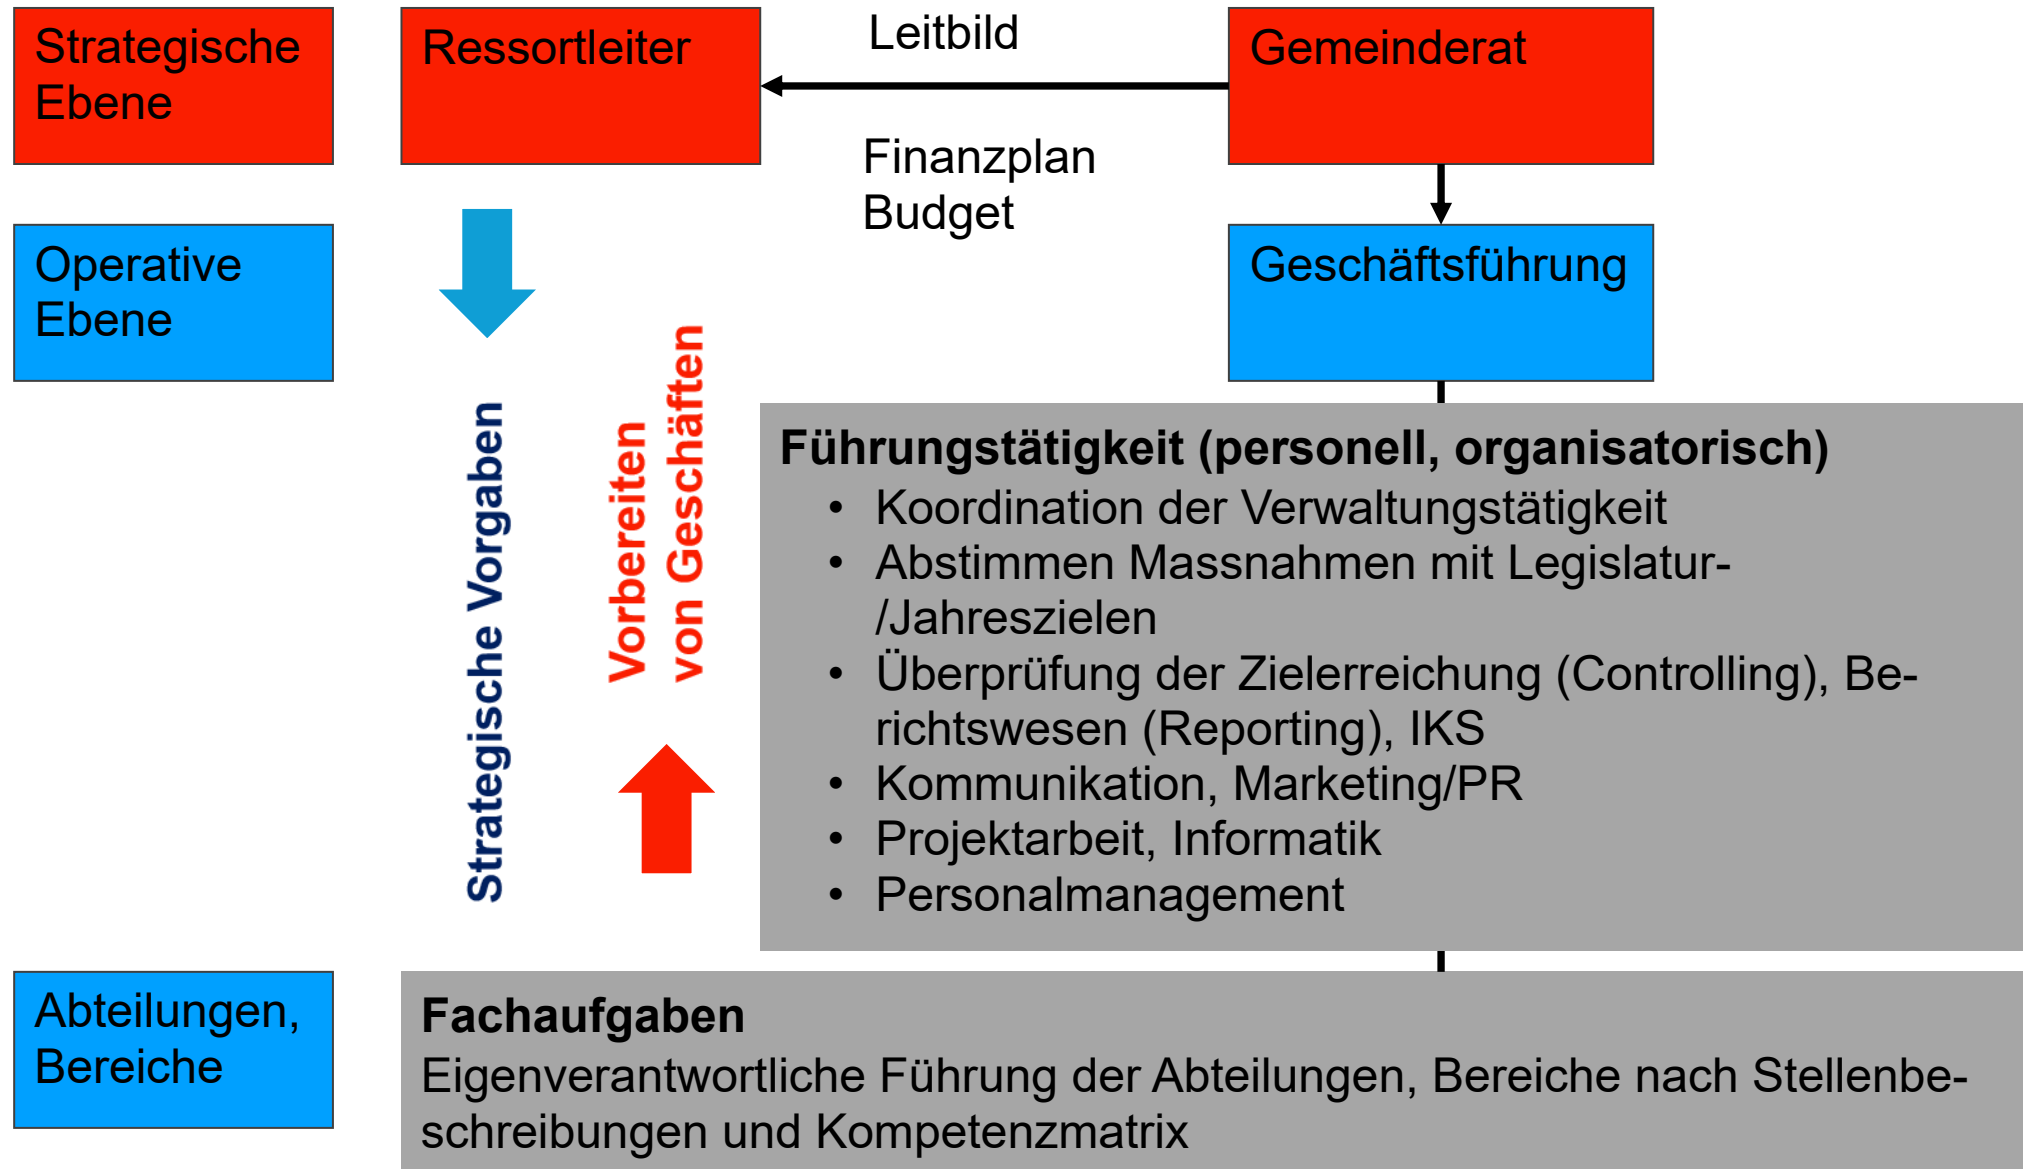 Strategische
Ebene
Ressortleiter
Leitbild
Gemeinderat
Finanzplan
Budget
Operative
Ebene
Geschäftsführung
Strategische Vorgaben
Vorbereiten
von Geschäften
Führungstätigkeit (personell, organisatorisch)
• Koordination der Verwaltungstätigkeit
• Abstimmen Massnahmen mit Legislatur-
/Jahreszielen
• Überprüfung der Zielerreichung (Controlling), Be-
richtswesen (Reporting), IKS
• Kommunikation, Marketing/PR
• Projektarbeit, Informatik
• Personalmanagement
Abteilungen,
Bereiche
Fachaufgaben
Eigenverantwortliche Führung der Abteilungen, Bereiche nach Stellenbe-
schreibungen und Kompetenzmatrix